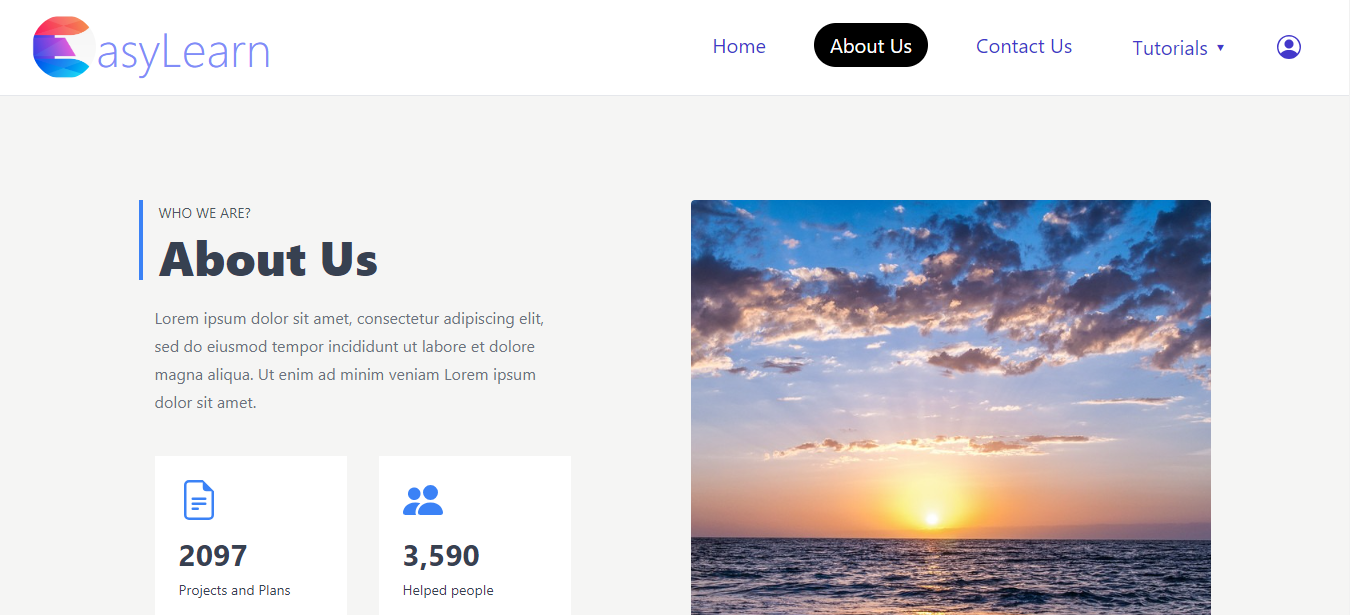 EasyLearn
Home
About Us
Contact Us
Tutorials ▼
WHO WE ARE?
About Us
Lorem ipsum dolor sit amet, consectetur adipiscing elit,
sed do eiusmod tempor incididunt ut labore et dolore
magna aliqua. Ut enim ad minim veniam Lorem ipsum
dolor sit amet.
2097
Projects and Plans
3,590
Helped people